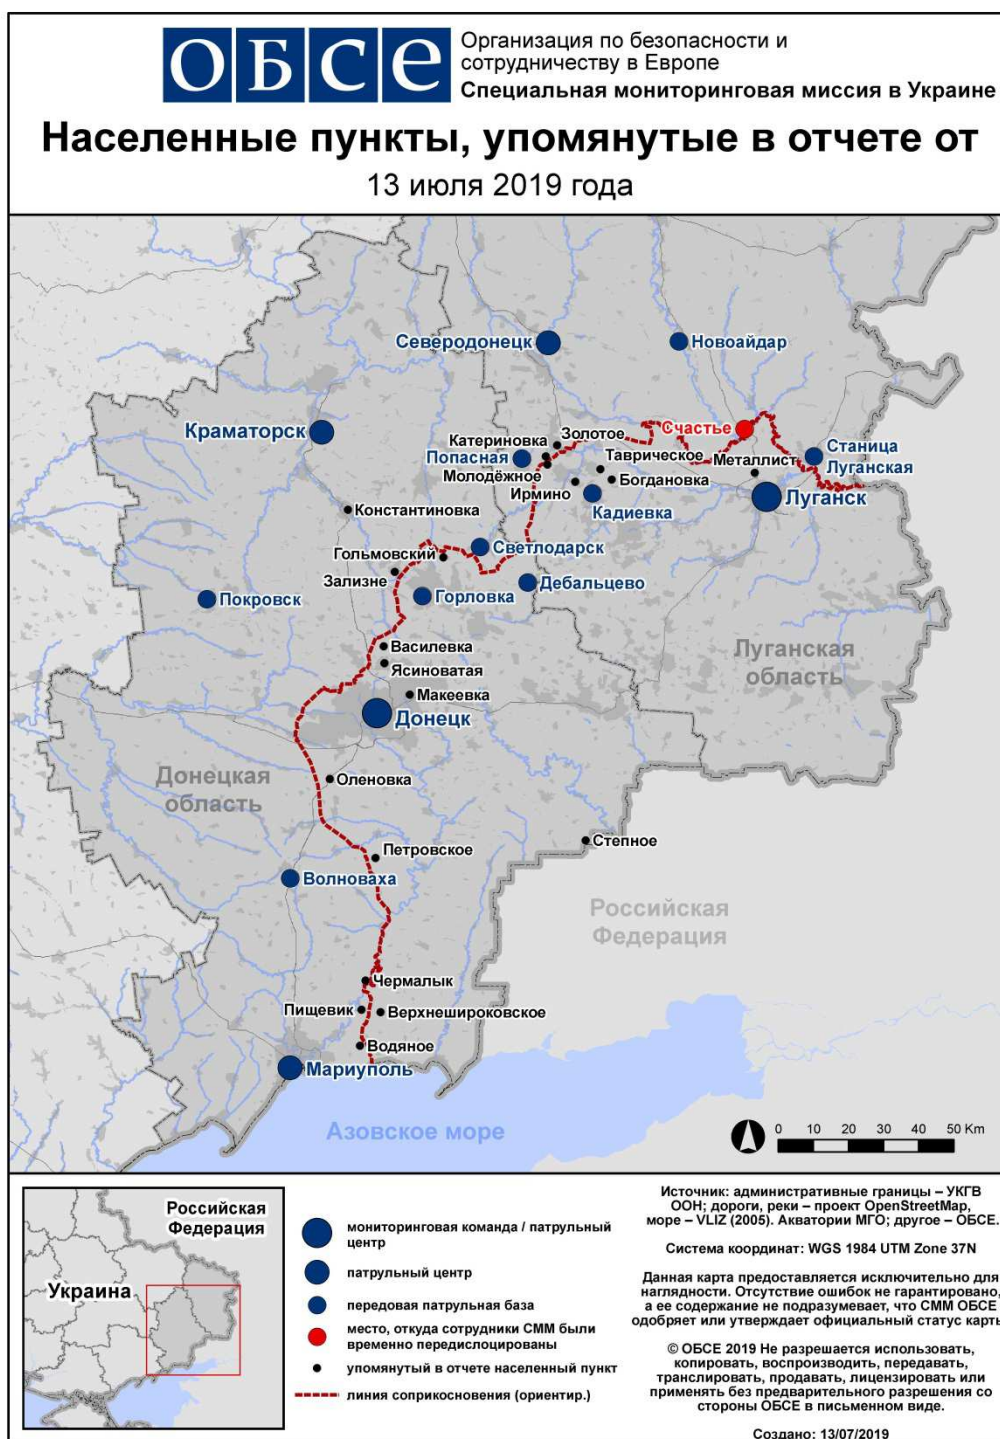 ОБСЕ
Организация по безопасности и
сотрудничеству в Европе
Специальная мониторинговая миссия в Украине
Населенные пункты, упомянутые в отчете от
13 июля 2019 года
Северодонецк
Новоайдар
Краматорск
Счастье
Золотое
Катериновка
Попасная
Молодёжное
Таврическое
Металлист
Станица
Луганская
Ирмино
Богдановка
Луганск
Кадиевка
Константиновка
Светлодарск
Гольмовский
Зализне
Дебальцево
Горловка
Покровск
Василевка
Ясиноватая
Луганская
область
Макеевка
Донецк
Донецкая
область
Оленовка
Степное
Петровское
Волноваха
Российская
Федерация
Чермалык
Пищевик
Верхнешироковское
Водяное
Мариуполь
Азовское море
0 10 20 30 40 50 Km
Российская
Федерация
Украина
мониторинговая команда / патрульный
центр
патрульный центр
передовая патрульная база
место, откуда сотрудники СММ были
временно передислоцированы
упомянутый в отчете населенный пункт
линия соприкосновения (ориентир.)
Источник: административные границы – УКГВ
ООН; дороги, реки – проект OpenStreetMap,
море – VLIZ (2005). Акватории МГО; другое – ОБСЕ.
Система координат: WGS 1984 UTM Zone 37N
Данная карта предоставляется исключительно для
наглядности. Отсутствие ошибок не гарантировано,
а ее содержание не подразумевает, что СММ ОБСЕ
одобряет или утверждает официальный статус карты
© ОБСЕ 2019 Не разрешается использовать,
копировать, воспроизводить, передавать,
транслировать, продавать, лицензировать или
применять без предварительного разрешения со
стороны ОБСЕ в письменном виде.
Создано: 13/07/2019